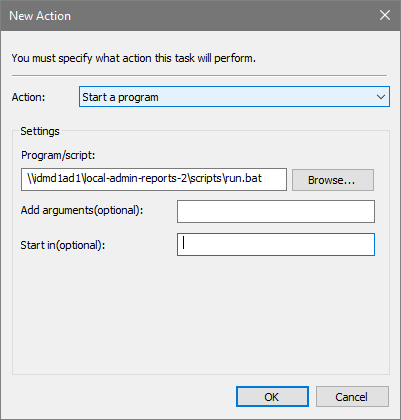 New Action
You must specify what action this task will perform.
Action: Start a program
Settings
Program/script:
\\idmd1ad1\local-admin-reports-2\scripts\run.bat Browse...
Add arguments(optional):
Start in(optional):
OK Cancel